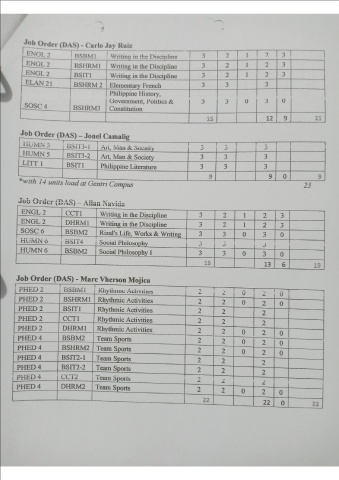 Job Order (DAS) - Carlo Jay Ruiz
ENGL 2 BSBM1 Writing in the Discipline 3 2 1 2 3
ENGL 2 BSHRM1 Writing in the Discipline 3 2 1 2 3
ENGL 2 BSIT1 Writing in the Discipline 3 2 1 2 3
ELAN 21 BSHRM 2 Elementary French 3 3 3
SOSC 4 BSHRM3 Philippine History,
Government, Politics &
Constitution 3 3 0 3 0
15 12 9 21
Job Order (DAS) - Jonel Camalig
HUMN 5 BSIT3-1 Art, Man & Society 3 3 3
HUMN 5 BSIT3-2 Art, Man & Society 3 3 3
LITT 1 BSIT1 Philippine Literature 3 3 3
9 9 0 9
*with 14 units load at Gentri Campus 23
Job Order (DAS) - Allan Navida
ENGL 2 CCT1 Writing in the Discipline 3 2 1 2 3
ENGL 2 DHRM1 Writing in the Discipline 3 2 1 2 3
SOSC 6 BSBM2 Rizal's Life, Works & Writing 3 3 0 3 0
HUMN 6 BSIT4 Social Philosophy 3 3 3
HUMN 6 BSBM2 Social Philosophy I 3 3 0 3 0
15 13 6 19
Job Order (DAS) - Marc Vherson Mojica
PHED 2 BSBM1 Rhythmic Activities 2 2 0 2 0
PHED 2 BSHRM1 Rhythmic Activities 2 2 0 2 0
PHED 2 BSIT1 Rhythmic Activities 2 2 2
PHED 2 CCT1 Rhythmic Activities 2 2 2
PHED 2 DHRM1 Rhythmic Activities 2 2 0 2 0
PHED 4 BSBM2 Team Sports 2 2 0 2 0
PHED 4 BSHRM2 Team Sports 2 2 0 2 0
PHED 4 BSIT2-1 Team Sports 2 2 2
PHED 4 BSIT2-2 Team Sports 2 2 2
PHED 4 CCT2 Team Sports 2 2 2
PHED 4 DHRM2 Team Sports 2 2 0 2 0
22 22 0 22